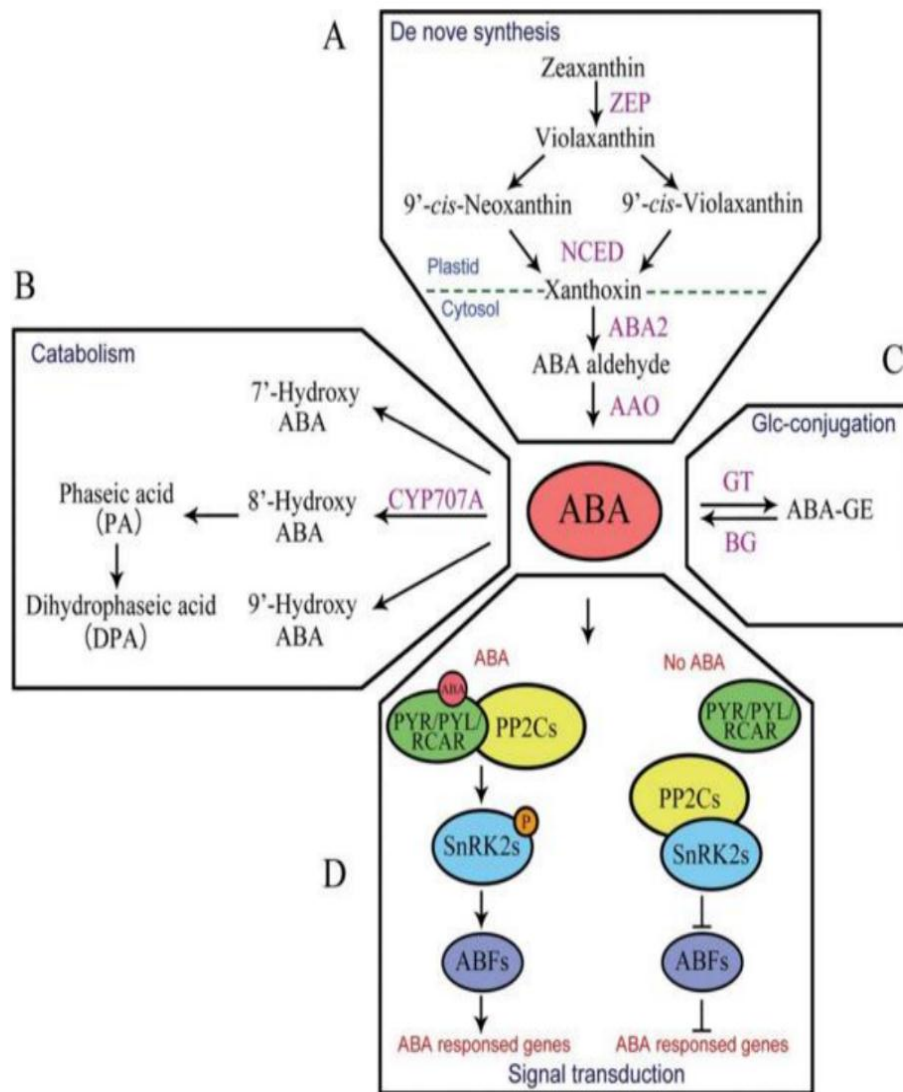 A
De nove synthesis
Zeaxanthin
ZEP
Violaxanthin
9’-cis-Neoxanthin 9’-cis-Violaxanthin
NCED
Plastid
Xanthoxin
Cytosol
ABA2
ABA aldehyde
AAO
B
Catabolism
7’-Hydroxy
ABA
Phaseic acid
(PA)
8’-Hydroxy
ABA
CYP707A
Dihydrophaseic acid
(DPA)
9’-Hydroxy
ABA
ABA
C
Glc-conjugation
GT
ABA-GE
BG
D
ABA
ABA
PYR/PYL/
RCAR
PP2Cs
P
SnRK2s
ABFs
ABA responsed genes
No ABA
PYR/PYL/
RCAR
PP2Cs
SnRK2s
ABFs
ABA responsed genes
Signal transduction